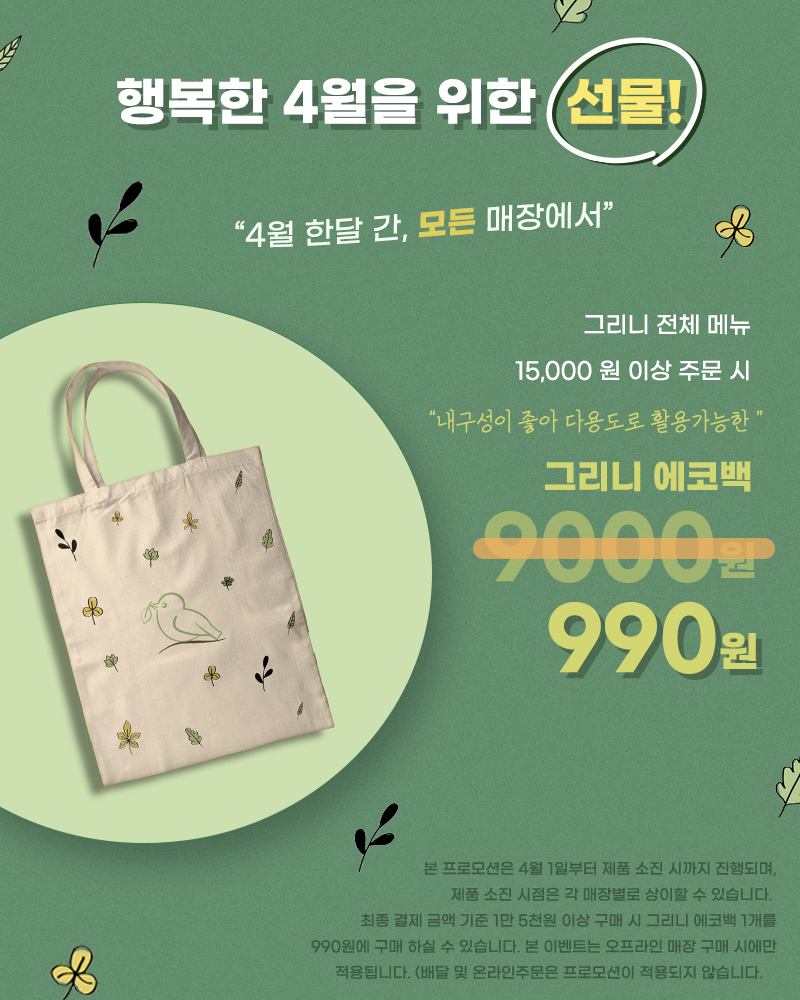 행복한 4월을 위한 선물!
“4월 한달 간, 모든 매장에서”
그리니 전체 메뉴
15,000 원 이상 주문 시
“내구성이 좋아 다용도로 활용가능한 ”
그리니 에코백
9000원
990원
본 프로모션은 4월 1일부터 제품 소진 시까지 진행되며,
제품 소진 시점은 각 매장별로 상이할 수 있습니다.
최종 결제 금액 기준 1만 5천원 이상 구매 시 그리니 에코백 1개를
990원에 구매 하실 수 있습니다. 본 이벤트는 오프라인 매장 구매 시에만
적용됩니다. (배달 및 온라인주문은 프로모션이 적용되지 않습니다.